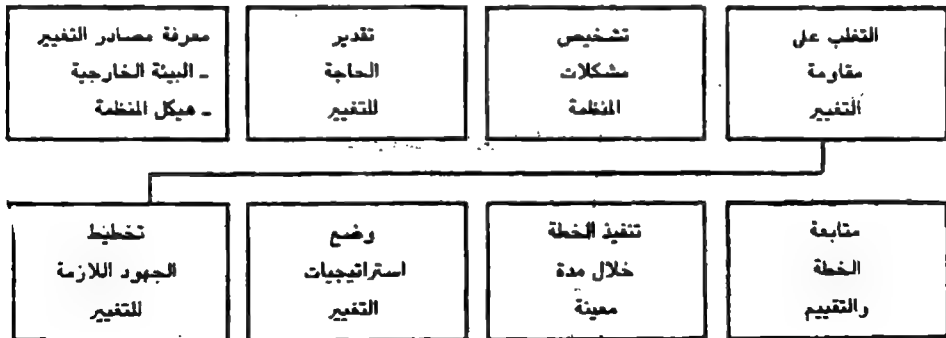 معرفة مصادر التغيير
ـ البيئة الخارجية
ـ هيكل المنظمة
تقدير
الحاجة
للتغيير
تشخيص
مشكلات
المنظمة
التغلب على
مقاومة
التغيير
تخطيط
الجهود اللازمة
للتغيير
وضع
استراتيجيات
التغيير
تنفيذ الخطة
خلال مدة
معينة
متابعة
الخطة
والتقييم